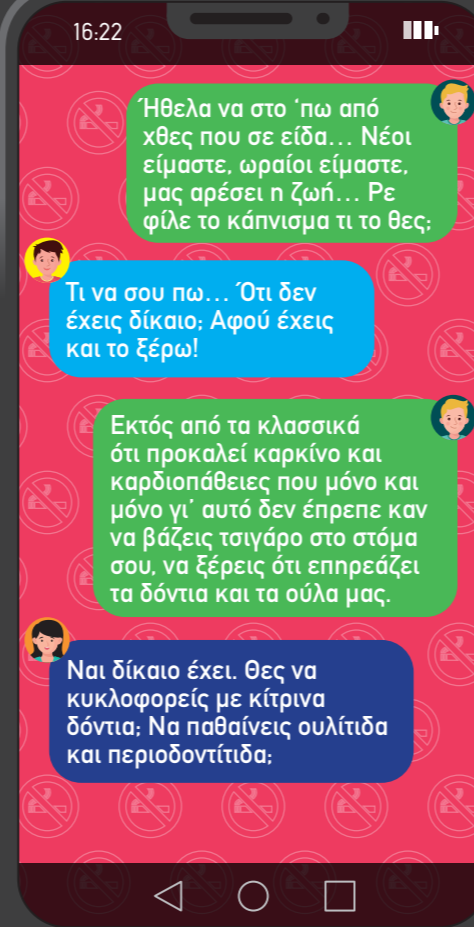 16:22
Ήθελα να στο ‘πω από
χθες που σε είδα... Νέοι
είμαστε, ωραίοι είμαστε,
μας αρέσει η ζωή... Ρε
φίλε το κάπνισμα τι το θες;
Τι να σου πω... Ότι δεν
έχεις δίκαιο; Αφού έχεις
και το ξέρω!
Εκτός από τα κλασσικά
ότι προκαλεί καρκίνο και
καρδιοπάθειες που μόνο και
μόνο γι’ αυτό δεν έπρεπε καν
να βάζεις τσιγάρο στο στόμα
σου, να ξέρεις ότι επηρεάζει
τα δόντια και τα ούλα μας.
Ναι δίκαιο έχει. Θες να
κυκλοφορείς με κίτρινα
δόντια; Να παθαίνεις ουλίτιδα
και περιοδοντίτιδα;